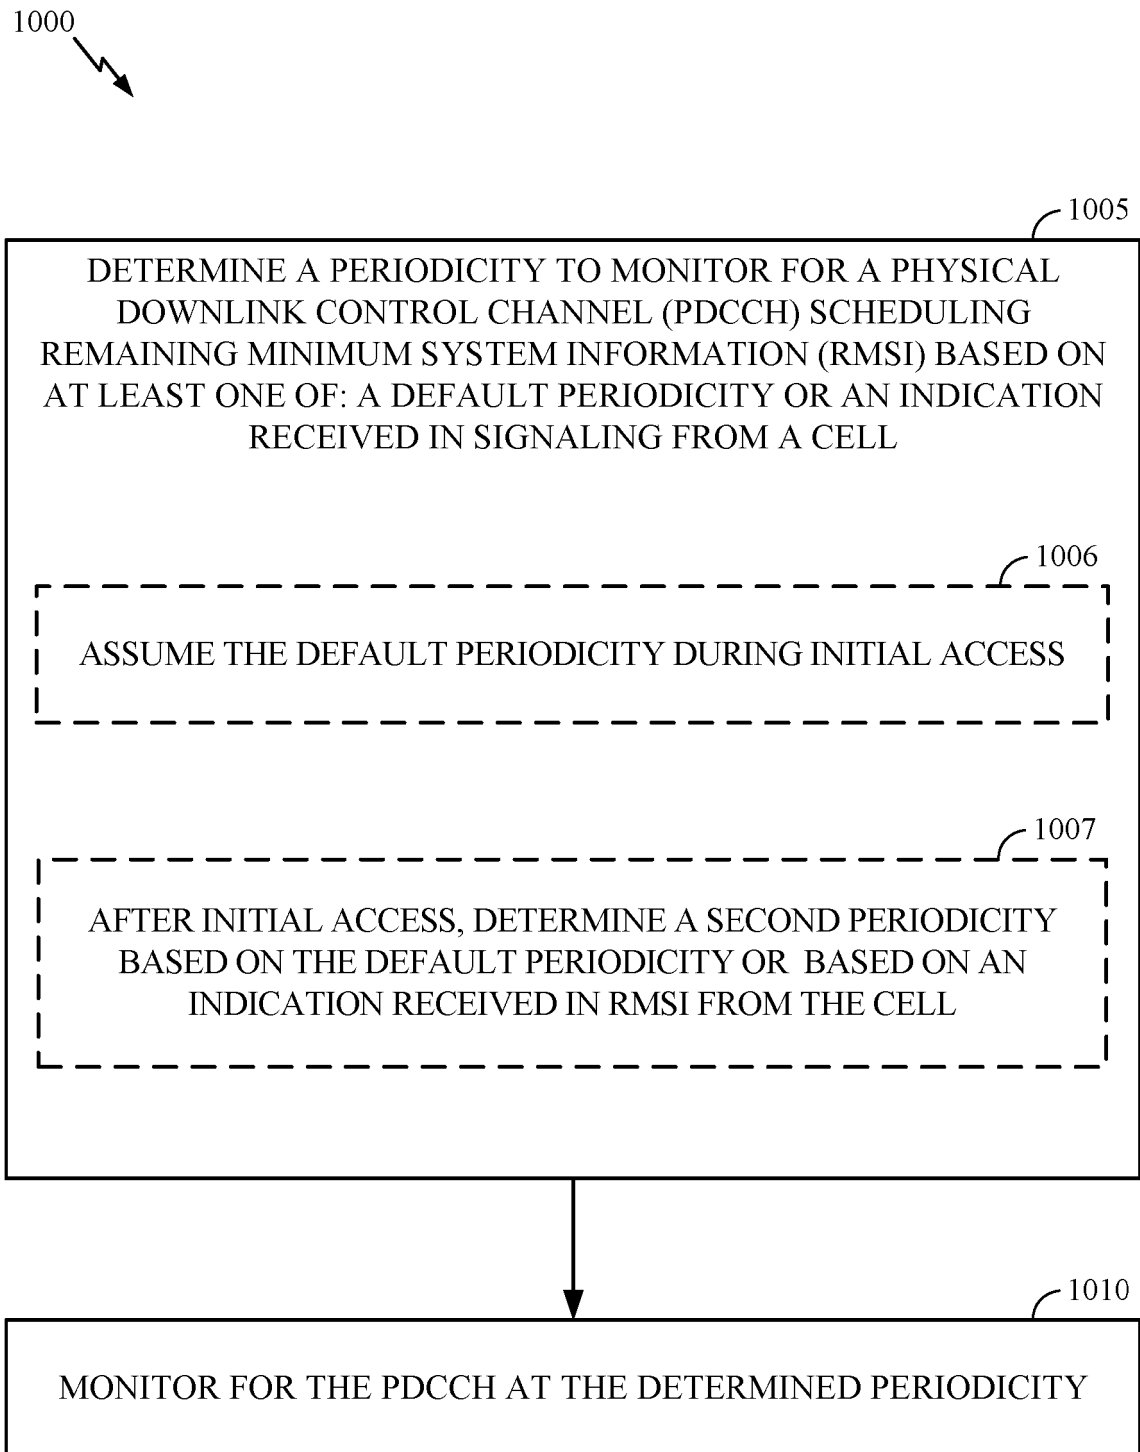 1000
1005
DETERMINE A PERIODICITY TO MONITOR FOR A PHYSICAL
DOWNLINK CONTROL CHANNEL (PDCCH) SCHEDULING
REMAINING MINIMUM SYSTEM INFORMATION (RMSI) BASED ON
AT LEAST ONE OF: A DEFAULT PERIODICITY OR AN INDICATION
RECEIVED IN SIGNALING FROM A CELL
1006
ASSUME THE DEFAULT PERIODICITY DURING INITIAL ACCESS
1007
AFTER INITIAL ACCESS, DETERMINE A SECOND PERIODICITY
BASED ON THE DEFAULT PERIODICITY OR BASED ON AN
INDICATION RECEIVED IN RMSI FROM THE CELL
1010
MONITOR FOR THE PDCCH AT THE DETERMINED PERIODICITY